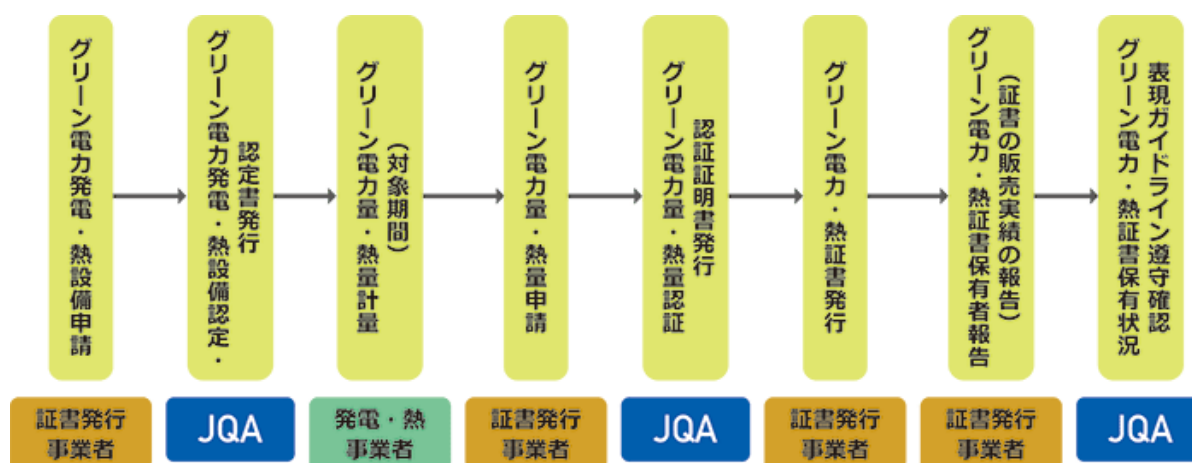 グリーン電力発電・熱設備申請
グリーン電力発電・熱設備認定・
認定書発行
グリーン電力量・熱量計量
（対象期間）
グリーン電力量・熱量申請
グリーン電力量・熱量認証
認証証明書発行
グリーン電力・熱証書発行
グリーン電力・熱証書保有者報告
（証書の販売実績の報告）
グリーン電力・熱証書保有状況
表現ガイドライン遵守確認
証書発行
事業者
JQA
発電・熱
事業者
証書発行
事業者
JQA
証書発行
事業者
証書発行
事業者
JQA